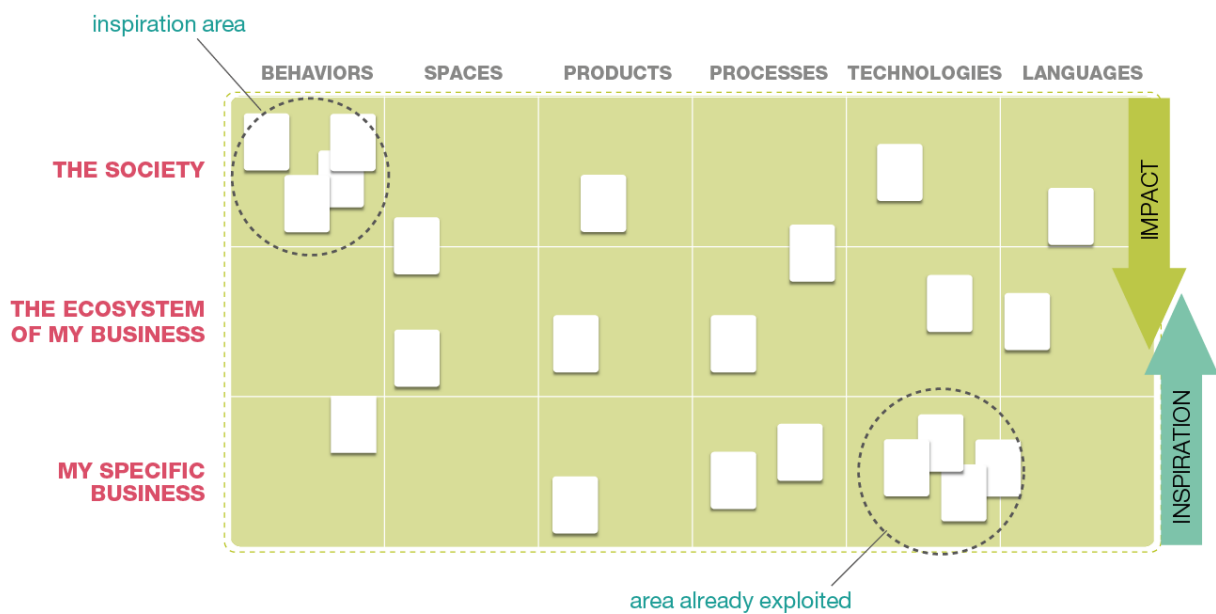 inspiration area
BEHAVIORS SPACES PRODUCTS PROCESSES TECHNOLOGIES LANGUAGES
THE SOCIETY
IMPACT
THE ECOSYSTEM
OF MY BUSINESS
MY SPECIFIC
BUSINESS
INSPIRATION
area already exploited